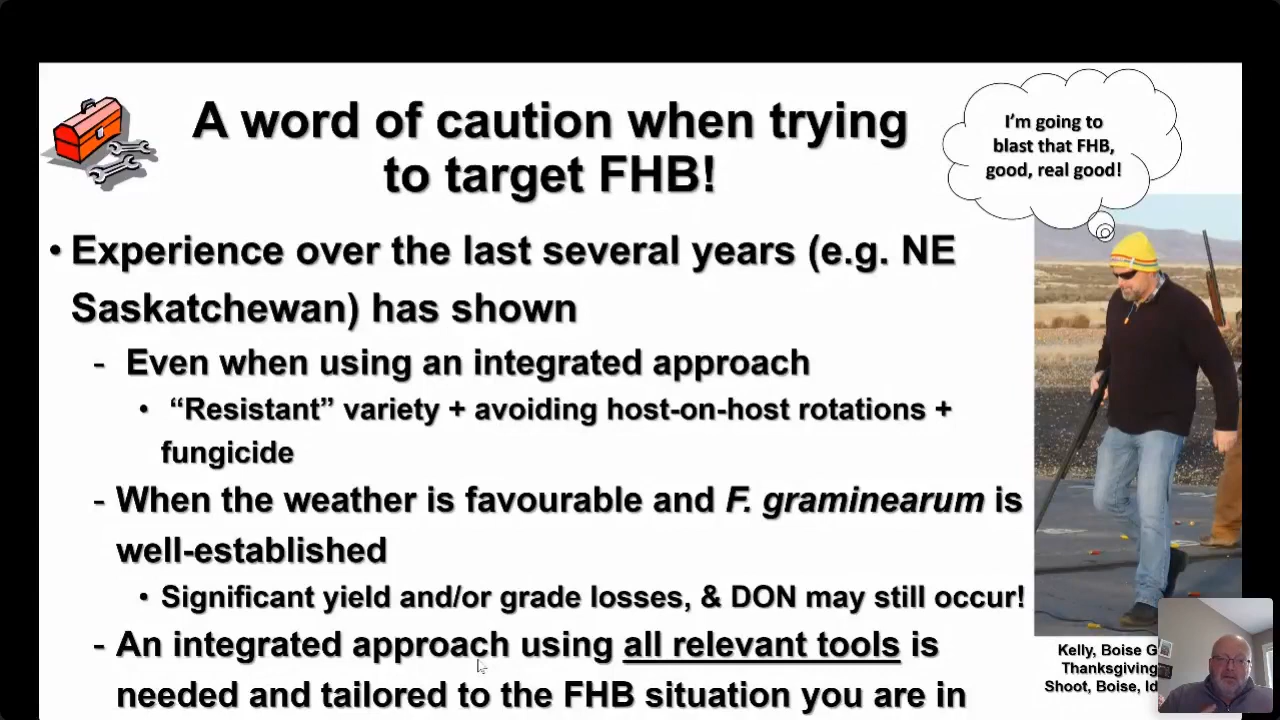 A word of caution when trying
to target FHB!
I'm going to
blast that FHB,
good, real good!
• Experience over the last several years (e.g. NE
Saskatchewan) has shown
- Even when using an integrated approach
• “Resistant” variety + avoiding host-on-host rotations +
fungicide
- When the weather is favourable and F. graminearum is
well-established
• Significant yield and/or grade losses, & DON may still occur!
- An integrated approach using all relevant tools is
needed and tailored to the FHB situation you are in
Kelly, Boise G
Thanksgiving
Shoot, Boise, Id